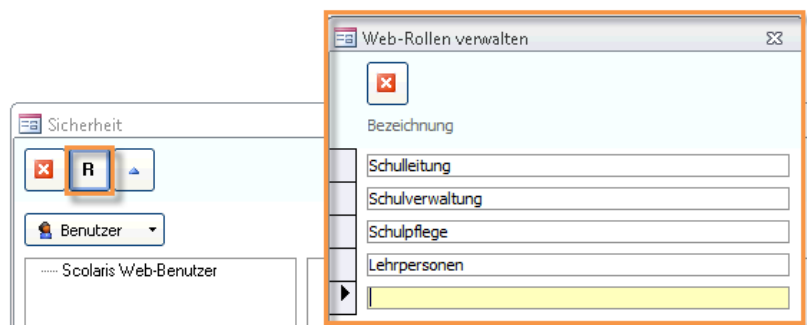 Web-Rollen verwalten
Bezeichnung
Sicherheit
R
Schulleitung
Schulverwaltung
Benutzer
Schulpflege
Scolaris Web-Benutzer
Lehrpersonen